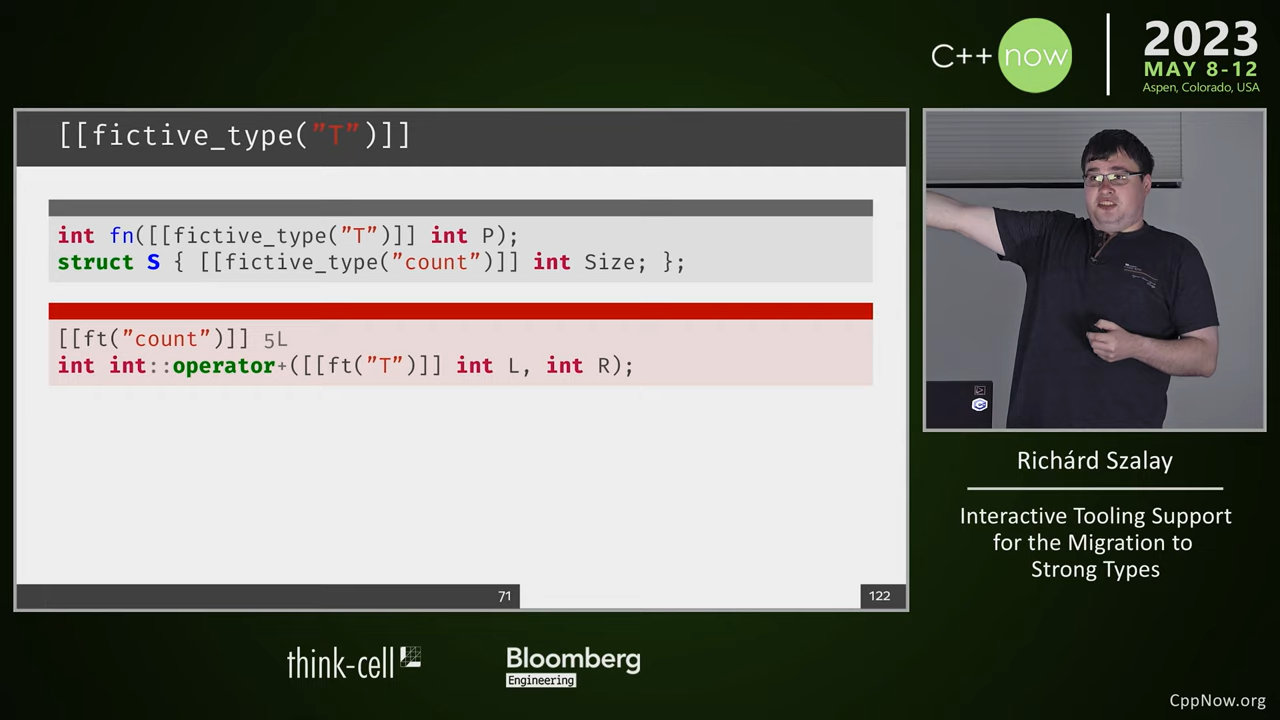 C++ now
2023
MAY 8-12
Aspen, Colorado, USA
[[fictive_type(”T”)]]
int fn([[fictive_type(”T”)]] int P);
struct S { [[fictive_type(”count”)]] int Size; };
[[ft(”count”)]] 5L
int int::operator+([[ft(”T”)]] int L, int R);
71
122
Richárd Szalay
Interactive Tooling Support
for the Migration to
Strong Types
think-cell
Bloomberg
Engineering
CppNow.org